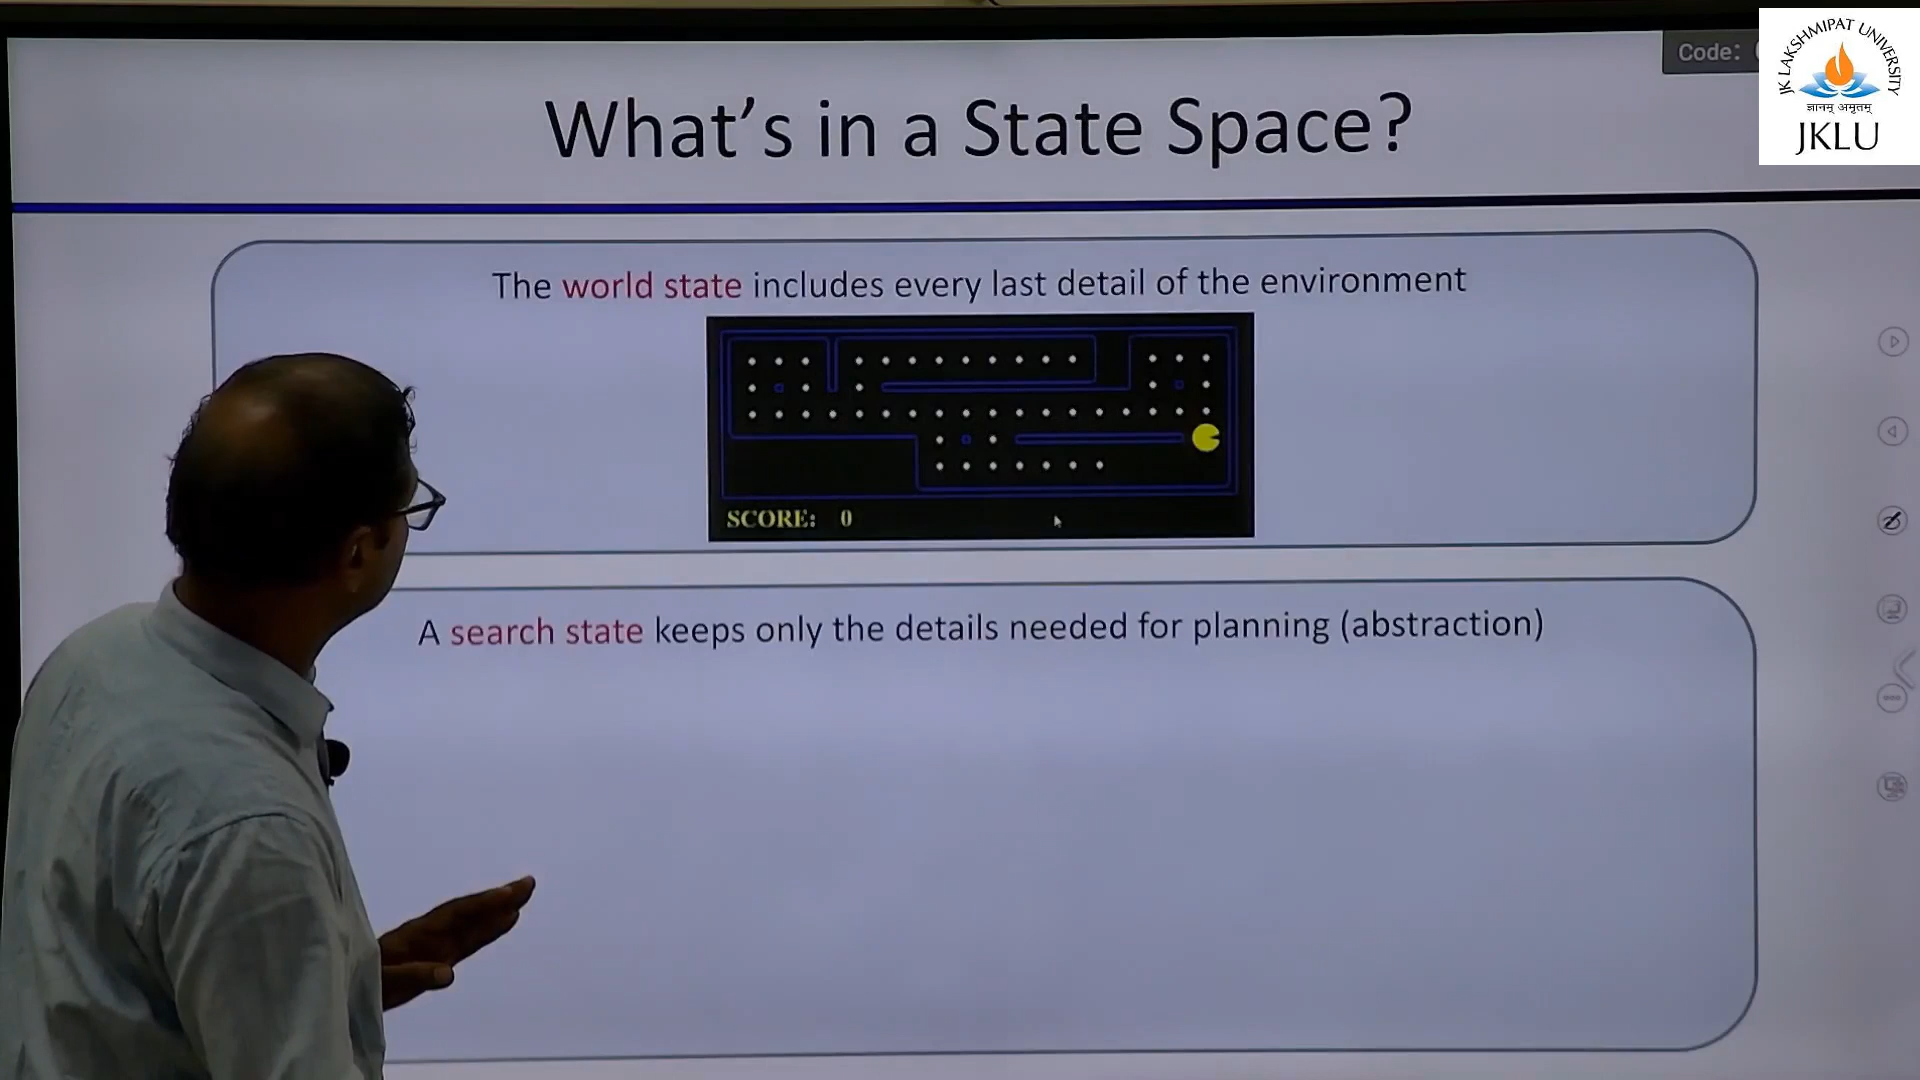 Code:
JK LAKSHMIPAT UNIVERSITY
ज्ञानम् अमृतम्
JKLU
What's in a State Space?
The world state includes every last detail of the environment
SCORE: 0
A search state keeps only the details needed for planning (abstraction)